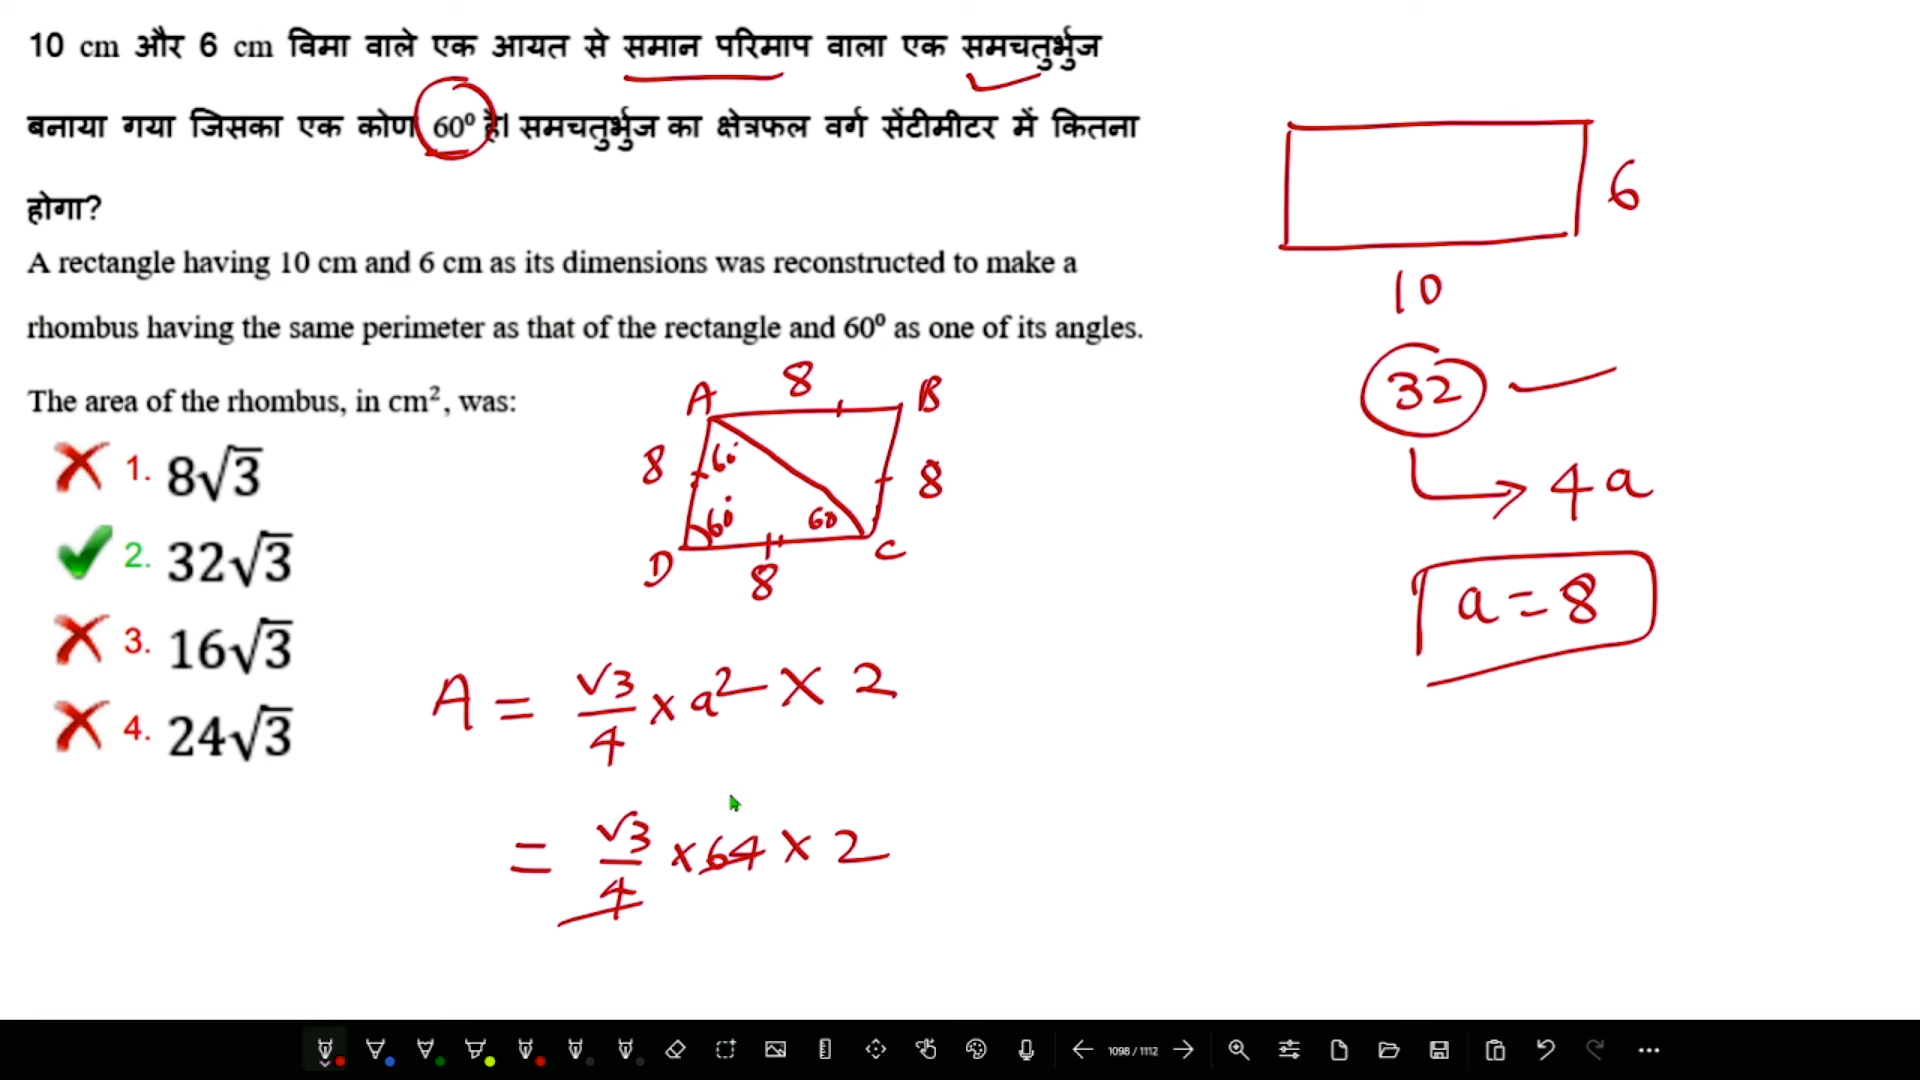 10 cm और 6 cm विमा वाले एक आयत से समान परिमाप वाला एक समचतुर्भुज
बनाया गया जिसका एक कोण 60⁰ है। समचतुर्भुज का क्षेत्रफल वर्ग सेंटीमीटर में कितना
होगा?
A rectangle having 10 cm and 6 cm as its dimensions was reconstructed to make a
rhombus having the same perimeter as that of the rectangle and 60⁰ as one of its angles.
The area of the rhombus, in cm², was:
1. 8√3
2. 32√3
3. 16√3
4. 24√3
A 8 B
8 60° 8
60° 60
D 8 C
A = √3/4 × a² × 2
= √3/4 × 64 × 2
6
10
32
4a
a = 8
1098 / 1112